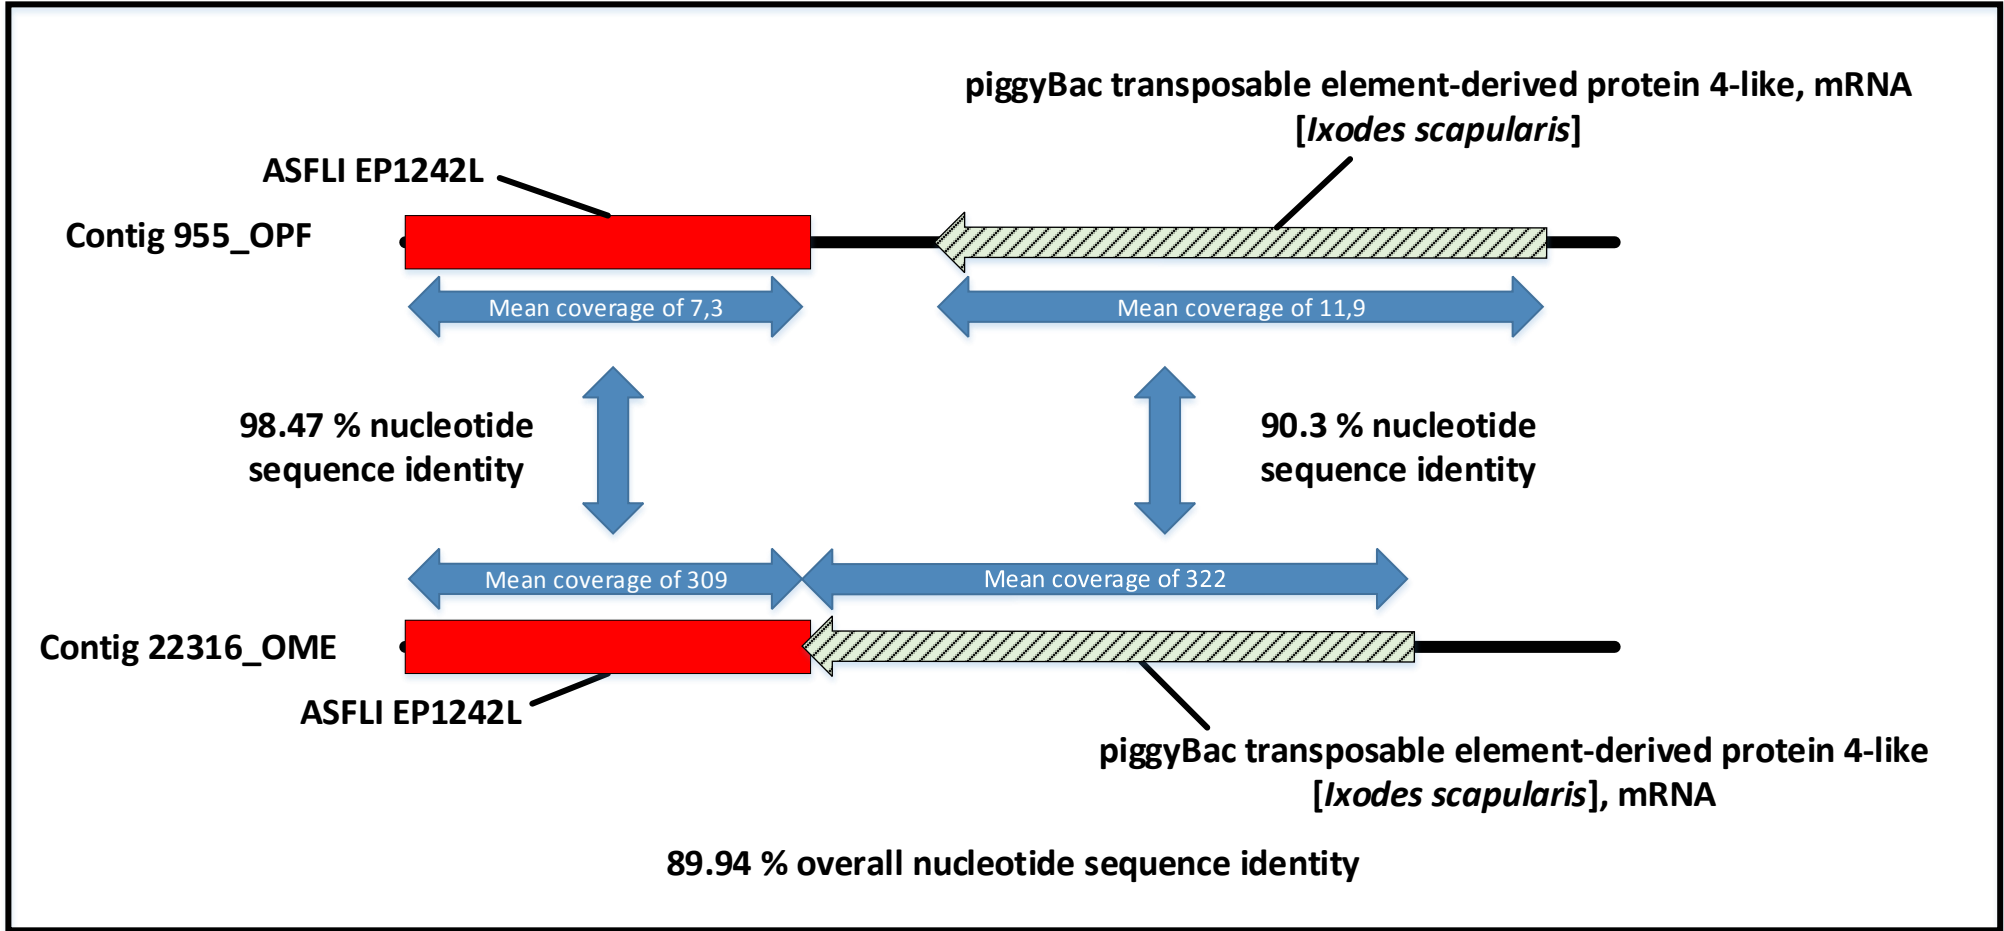 piggyBac transposable element-derived protein 4-like, mRNA
[Ixodes scapularis]
ASFLI EP1242L
Contig 955_OPF
Mean coverage of 7,3
Mean coverage of 11,9
98.47 % nucleotide
sequence identity
90.3 % nucleotide
sequence identity
Mean coverage of 309
Mean coverage of 322
Contig 22316_OME
ASFLI EP1242L
piggyBac transposable element-derived protein 4-like
[Ixodes scapularis], mRNA
89.94 % overall nucleotide sequence identity